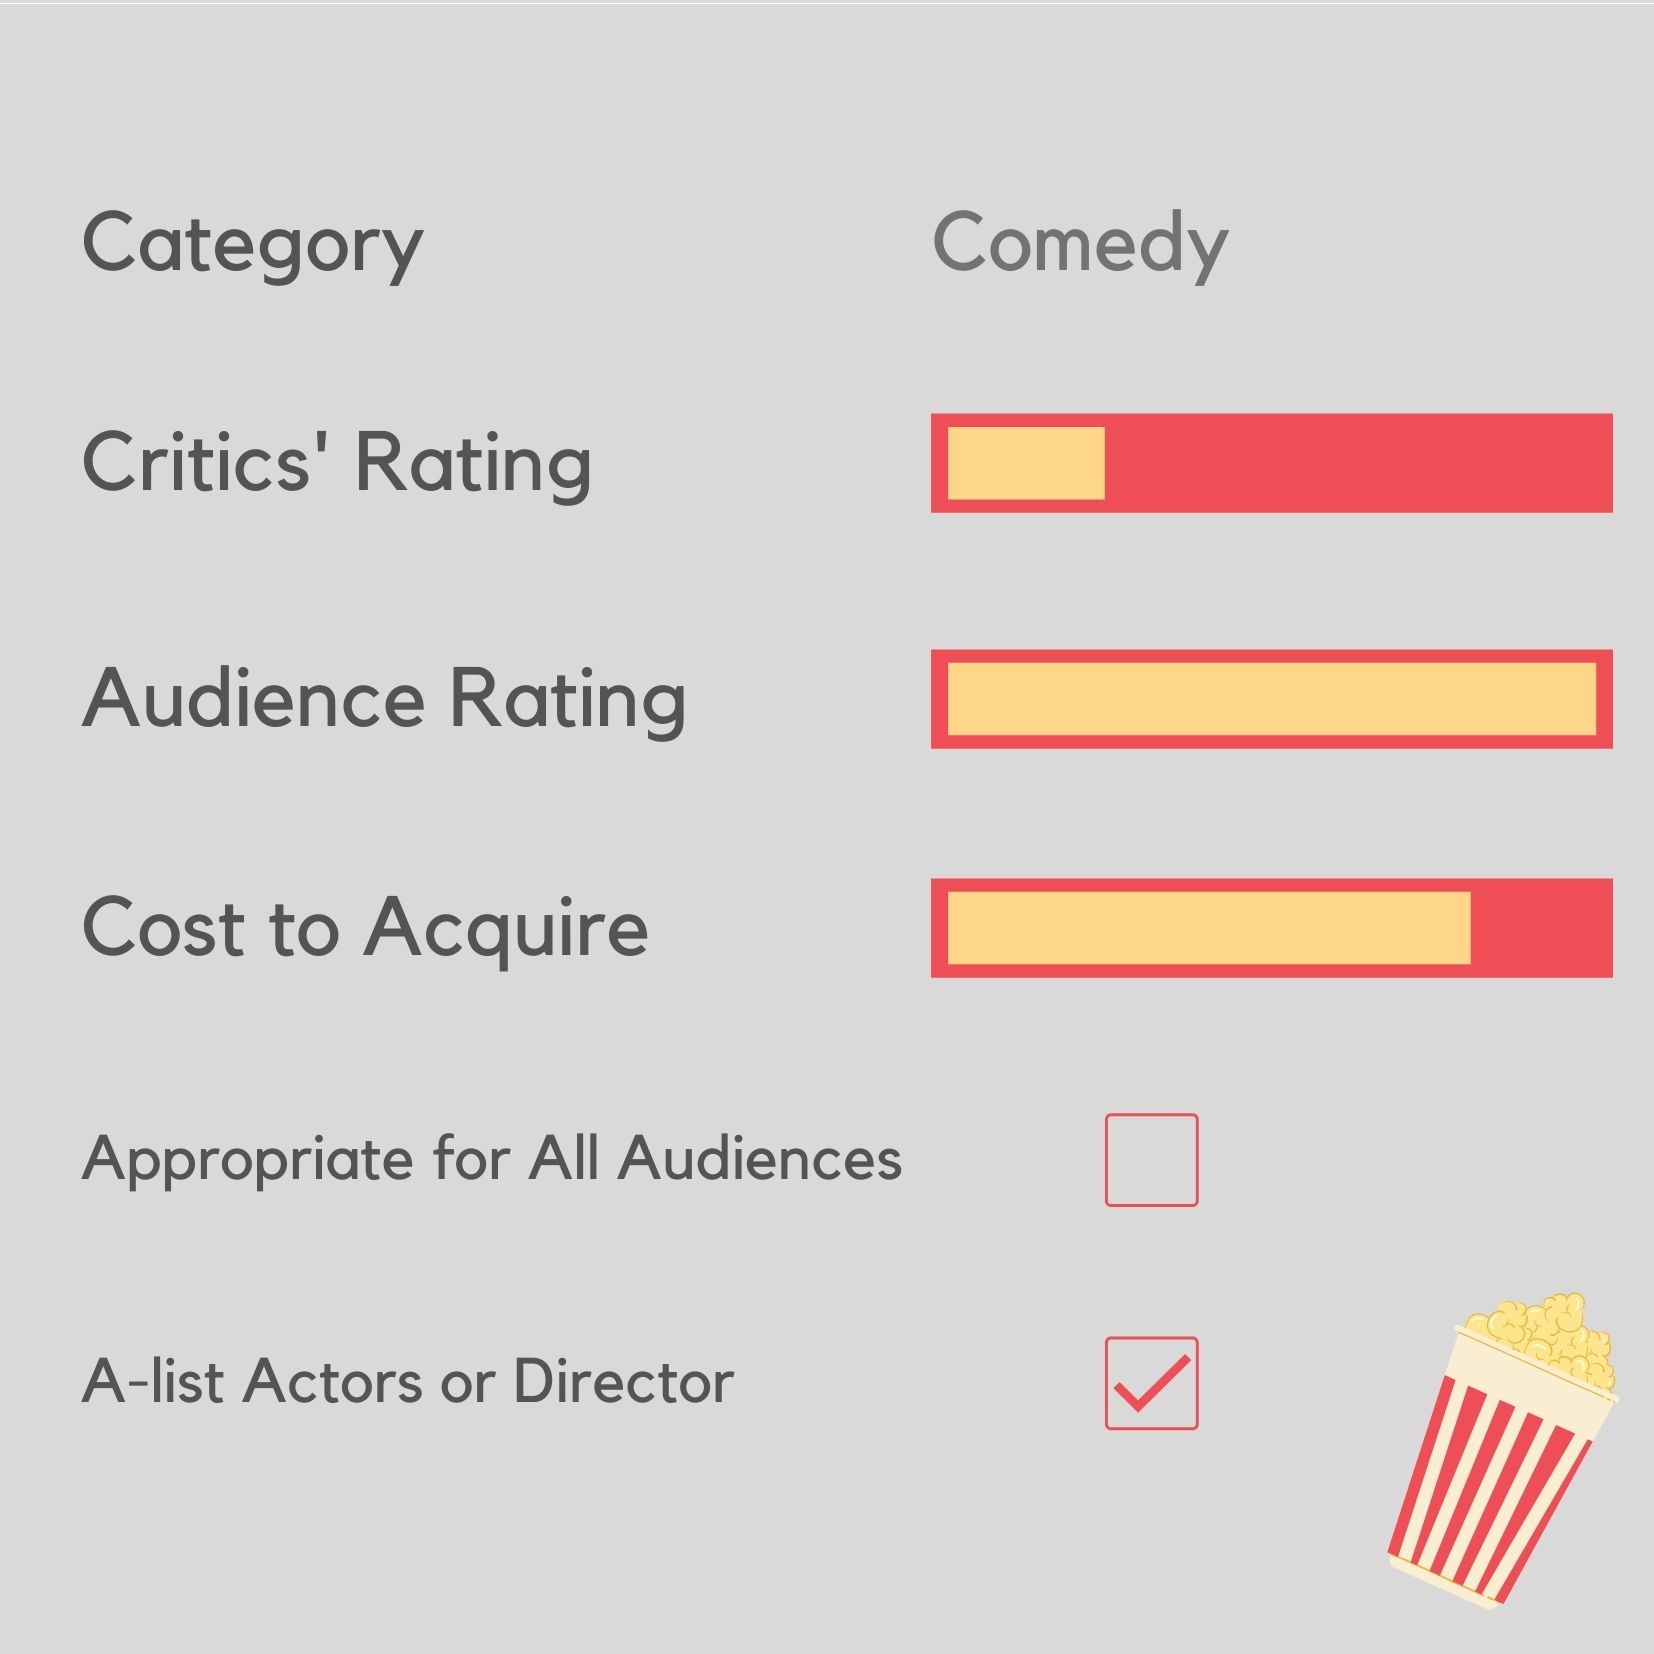 Category Comedy
Critics' Rating
Audience Rating
Cost to Acquire
Appropriate for All Audiences
A-list Actors or Director